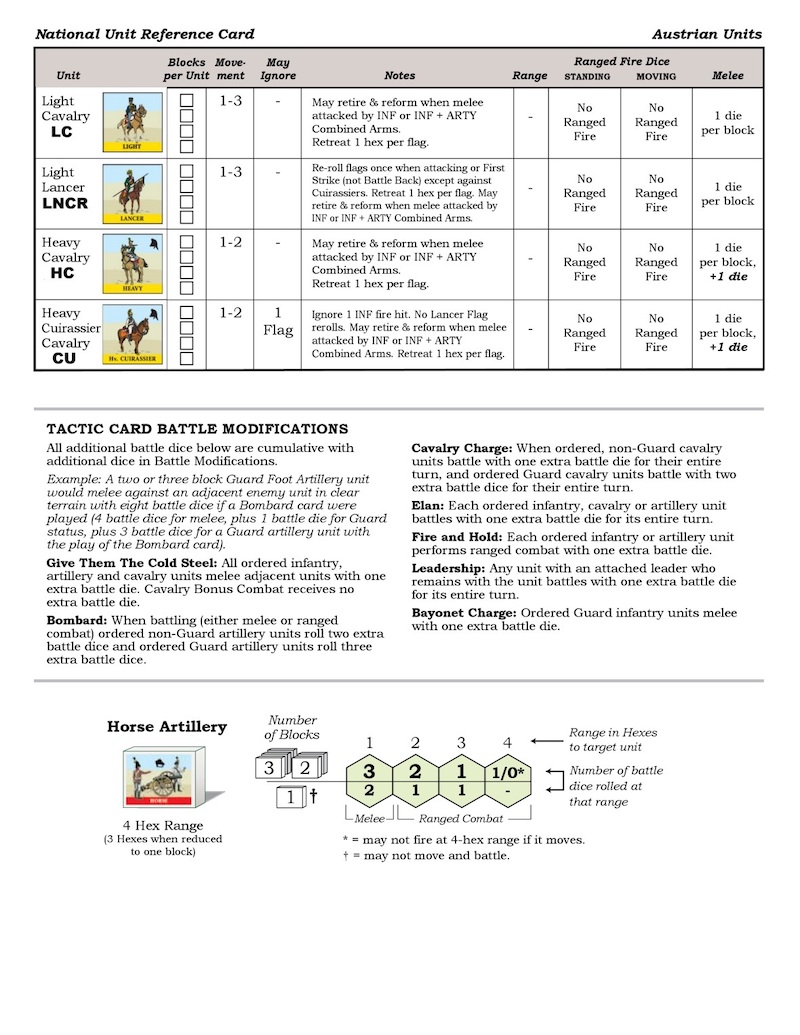 National Unit Reference Card
Austrian Units
Unit
Blocks per Unit
Move-ment
May Ignore
Notes
Range
Ranged Fire Dice
STANDING
MOVING
Melee
Light
Cavalry
LC
LIGHT
1-3
-
May retire & reform when melee
attacked by INF or INF + ARTY
Combined Arms.
Retreat 1 hex per flag.
-
No
Ranged
Fire
No
Ranged
Fire
1 die
per block
Light
Lancer
LNCR
LANCER
1-3
-
Re-roll flags once when attacking or First
Strike (not Battle Back) except against
Cuirassiers. Retreat 1 hex per flag. May
retire & reform when melee attacked by
INF or INF + ARTY Combined Arms.
-
No
Ranged
Fire
No
Ranged
Fire
1 die
per block
Heavy
Cavalry
HC
HEAVY
1-2
-
May retire & reform when melee
attacked by INF or INF + ARTY
Combined Arms.
Retreat 1 hex per flag.
-
No
Ranged
Fire
No
Ranged
Fire
1 die
per block,
+1 die
Heavy
Cuirassier
Cavalry
CU
Hv. CUIRASSIER
1-2
1
Flag
Ignore 1 INF fire hit. No Lancer Flag
rerolls. May retire & reform when melee
attacked by INF or INF + ARTY
Combined Arms. Retreat 1 hex per flag.
-
No
Ranged
Fire
No
Ranged
Fire
1 die
per block,
+1 die
TACTIC CARD BATTLE MODIFICATIONS
All additional battle dice below are cumulative with
additional dice in Battle Modifications.
Example: A two or three block Guard Foot Artillery unit
would melee against an adjacent enemy unit in clear
terrain with eight battle dice if a Bombard card were
played (4 battle dice for melee, plus 1 battle die for Guard
status, plus 3 battle dice for a Guard artillery unit with
the play of the Bombard card).
Give Them The Cold Steel: All ordered infantry,
artillery and cavalry units melee adjacent units with one
extra battle die. Cavalry Bonus Combat receives no
extra battle die.
Bombard: When battling (either melee or ranged
combat) ordered non-Guard artillery units roll two extra
battle dice and ordered Guard artillery units roll three
extra battle dice.
Cavalry Charge: When ordered, non-Guard cavalry
units battle with one extra battle die for their entire
turn, and ordered Guard cavalry units battle with two
extra battle dice for their entire turn.
Elan: Each ordered infantry, cavalry or artillery unit
battles with one extra battle die for its entire turn.
Fire and Hold: Each ordered infantry or artillery unit
performs ranged combat with one extra battle die.
Leadership: Any unit with an attached leader who
remains with the unit battles with one extra battle die
for its entire turn.
Bayonet Charge: Ordered Guard infantry units melee
with one extra battle die.
Horse Artillery
HORSE
4 Hex Range
(3 Hexes when reduced
to one block)
Number
of Blocks
3 2
1 †
1 2 3 4
3 2 1 1/0*
2 1 1 -
Melee
Ranged Combat
Range in Hexes
to target unit
Number of battle
dice rolled at
that range
* = may not fire at 4-hex range if it moves.
† = may not move and battle.